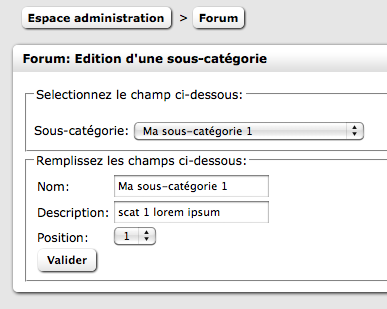 Espace administration > Forum
Forum: Edition d'une sous-catégorie
Selectionnez le champ ci-dessous:
Sous-catégorie: Ma sous-catégorie 1
Remplissez les champs ci-dessous:
Nom: Ma sous-catégorie 1
Description: scat 1 lorem ipsum
Position: 1
Valider